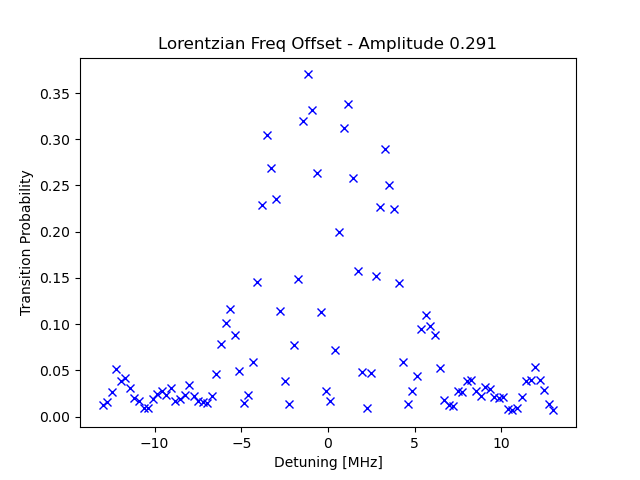 Lorentzian Freq Offset - Amplitude 0.291
Transition Probability
0.35
0.30
0.25
0.20
0.15
0.10
0.05
0.00
−10 −5 0 5 10
Detuning [MHz]